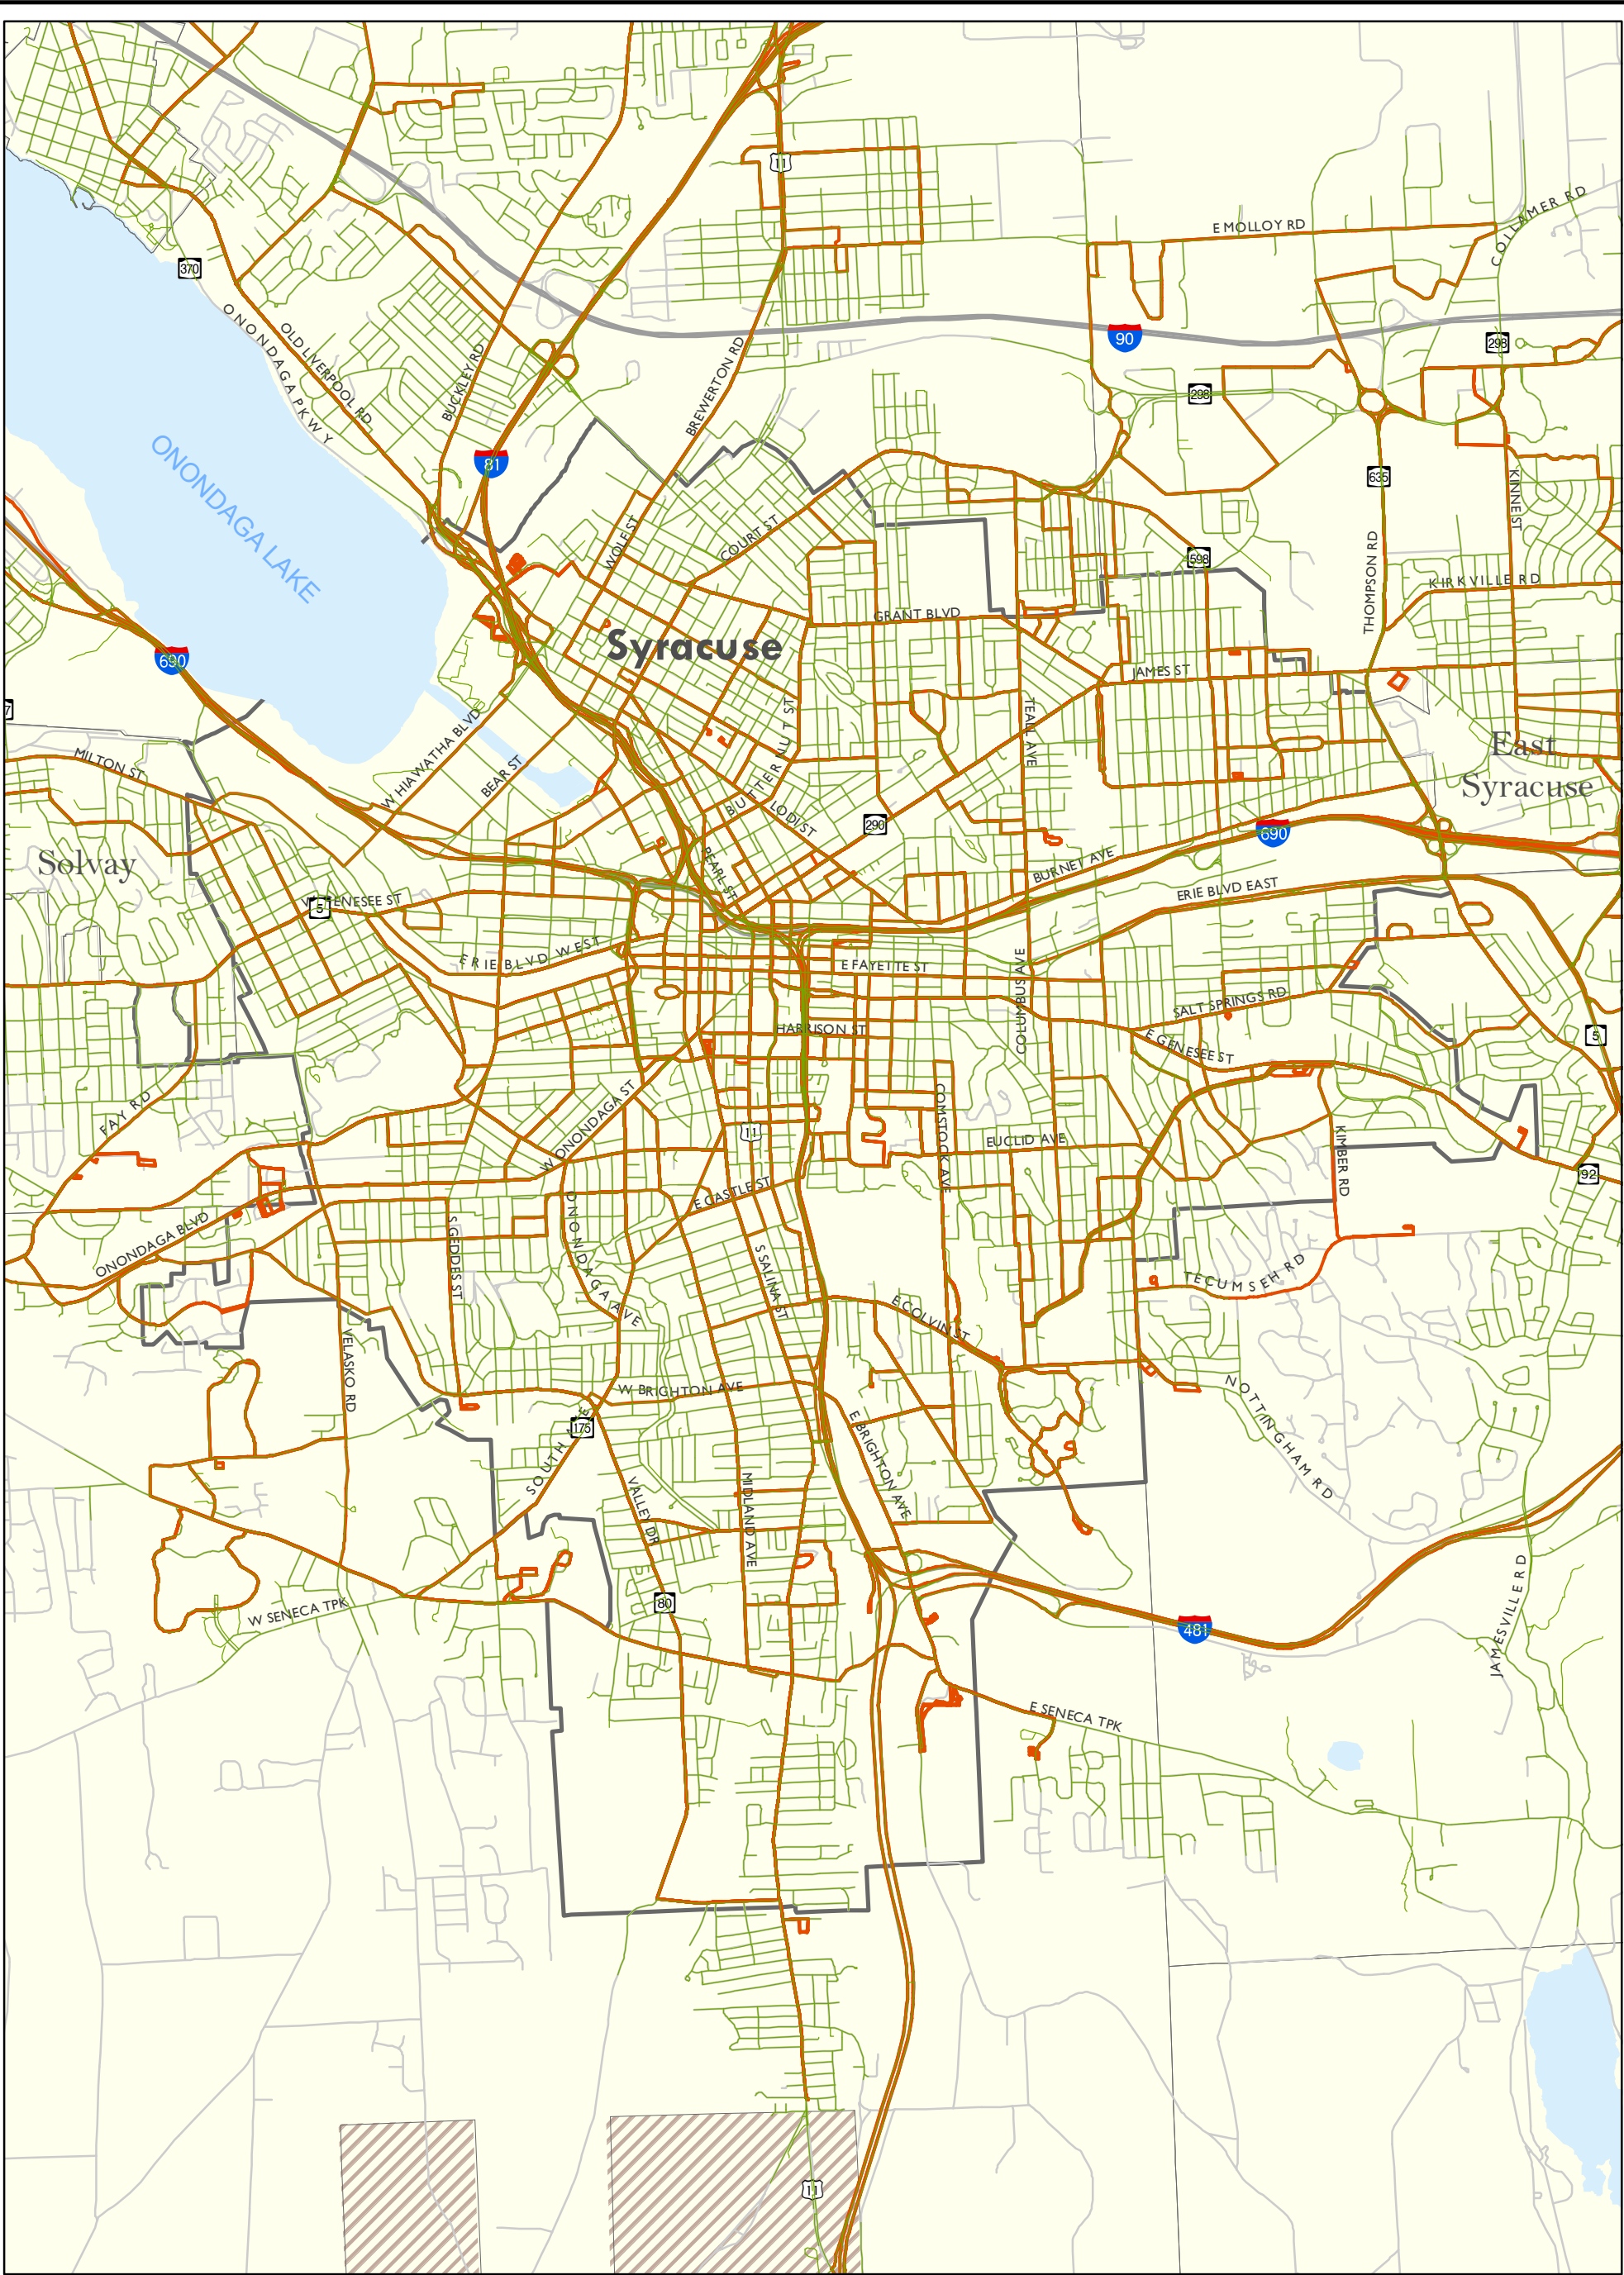 11
E MOLLOY RD
COLLAMER RD
370
ONONDAGA PKWY
OLD LIVERPOOL RD
BUCKLEY RD
BREWERTON RD
90
298
298
81
ONONDAGA LAKE
635
KINNE ST
WOLF ST
COURT ST
598
THOMPSON RD
KIRKVILLE RD
GRANT BLVD
Syracuse
690
JAMES ST
7
TEALL AVE
MILTON ST
W HIAWATHA BLVD
BEAR ST
BUTTERNUT ST
LODI ST
East
Syracuse
290
690
Solvay
PEARL ST
BURNET AVE
ERIE BLVD EAST
5
ENESEE ST
ERIE BLVD WEST
E FAYETTE ST
COLUMBUS AVE
SALT SPRINGS RD
HARRISON ST
E GENESEE ST
5
FAY RD
W ONONDAGA ST
11
COMSTOCK AVE
EUCLID AVE
KIMBER RD
92
E CASTLE ST
ONONDAGA BLVD
S GEDDES ST
ONONDAGA AVE
S SALINA ST
TECUMSEH RD
E COLVIN ST
VELASKO RD
W BRIGHTON AVE
NOTTINGHAM RD
175
SOUTH
E BRIGHTON AVE
VALLEY DR
MIDLAND AVE
80
W SENECA TPK
481
JAMESVILLE RD
E SENECA TPK
11